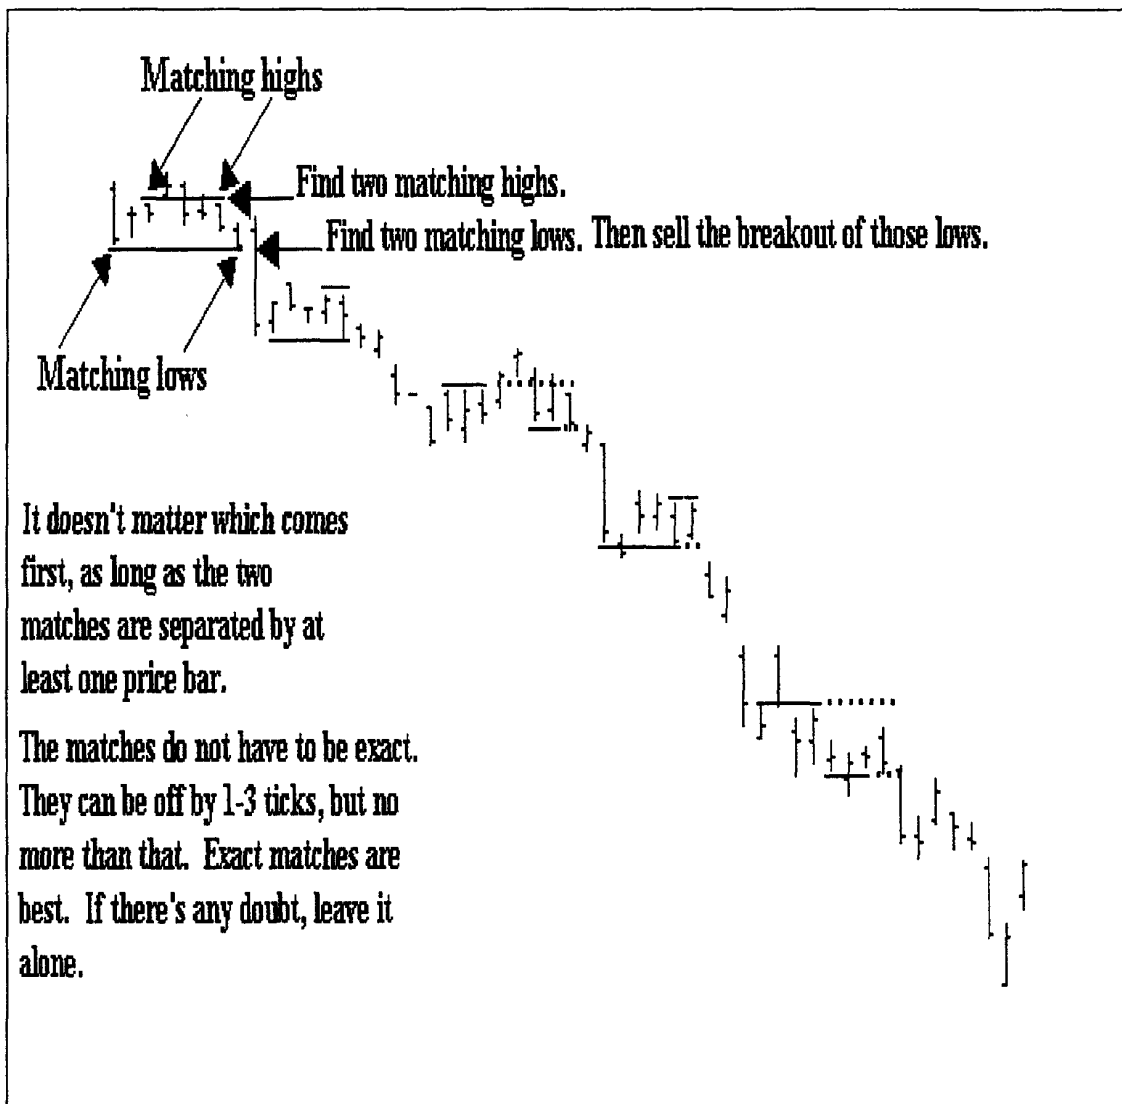 Matching highs
Find two matching highs.
Find two matching lows. Then sell the breakout of those lows.
Matching lows
It doesn't matter which comes
first, as long as the two
matches are separated by at
least one price bar.
The matches do not have to be exact.
They can be off by 1-3 ticks, but no
more than that. Exact matches are
best. If there's any doubt, leave it
alone.